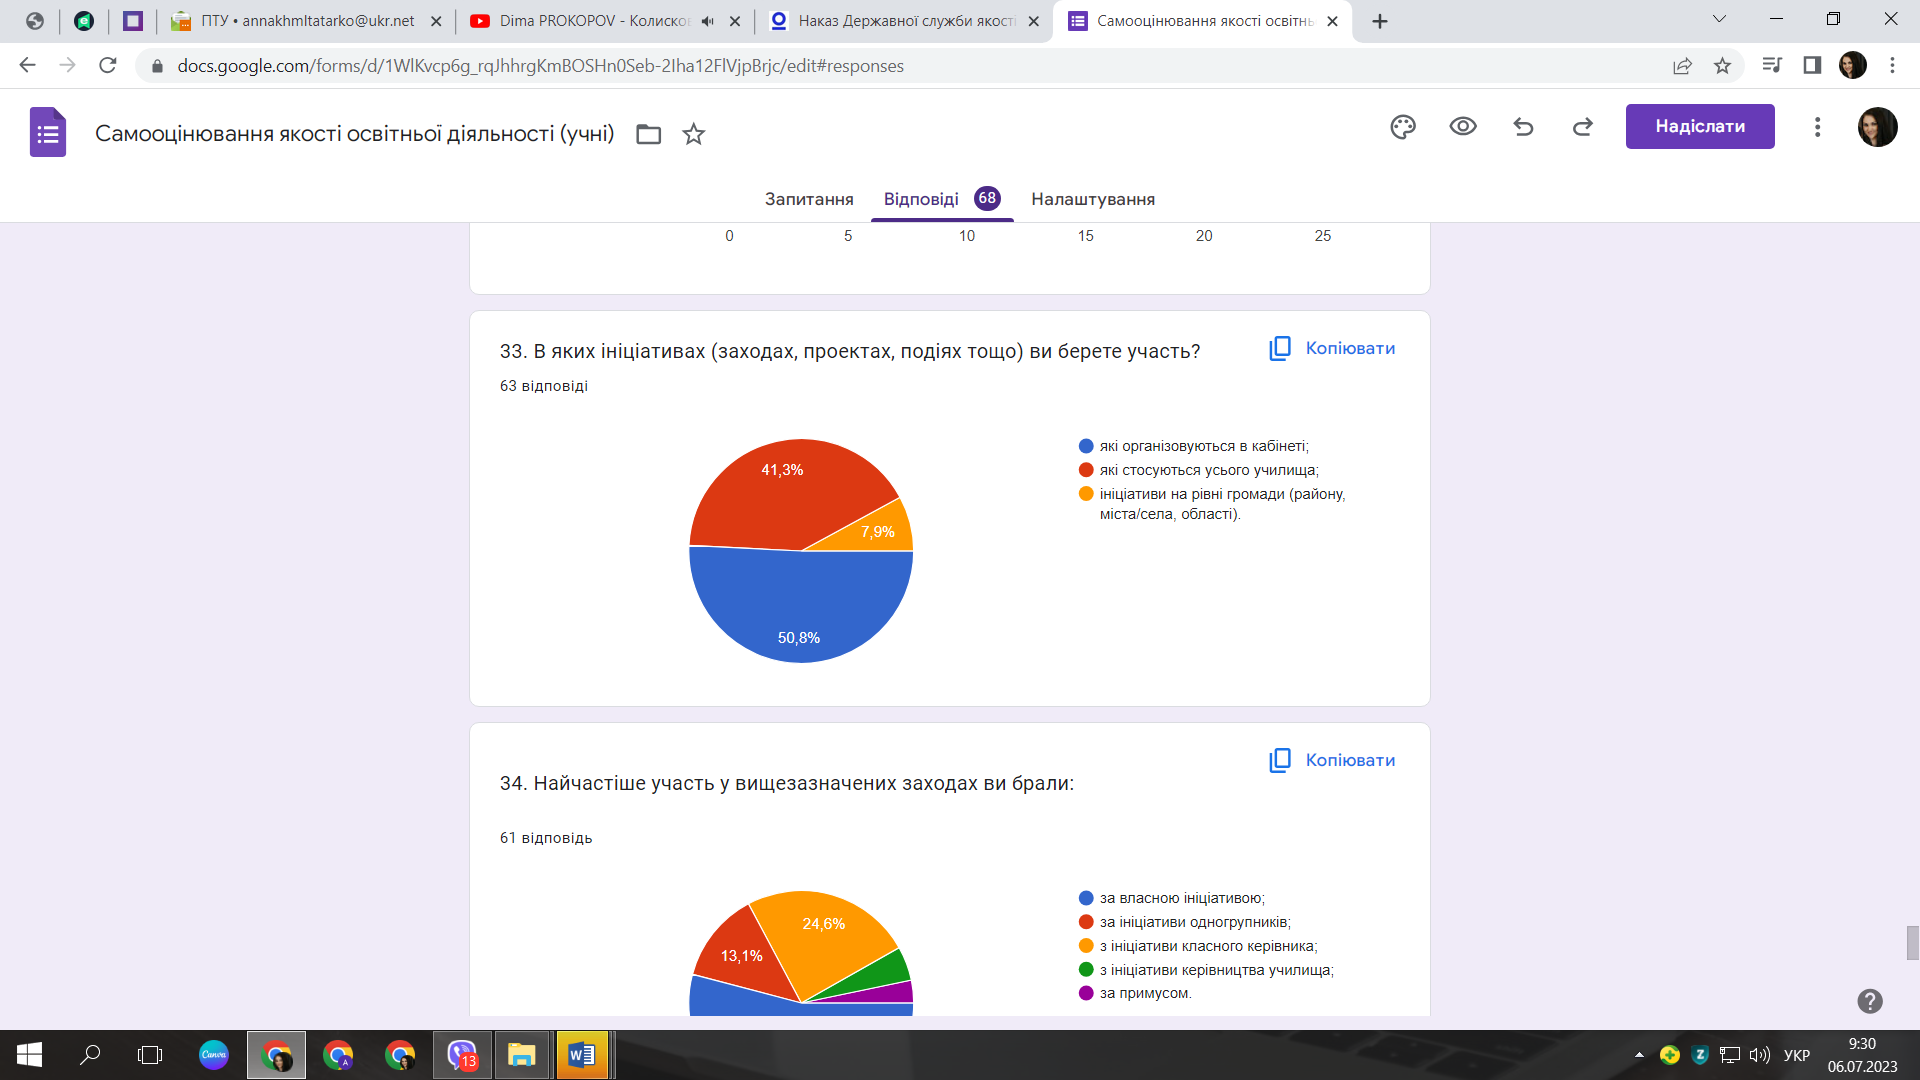 ПТУ • annakhmltatarko@ukr.net
Dima PROKOPOV - Колисков
Наказ Державної служби якості
Самооцінювання якості освітнь
docs.google.com/forms/d/1WlKvcp6g_rqJhhrgKmBOSHn0Seb-2Iha12FlVjpBrjc/edit#responses
Самооцінювання якості освітньої діяльності (учні)
Надіслати
Запитання
Відповіді 68
Налаштування
0 5 10 15 20 25
33. В яких ініціативах (заходах, проектах, подіях тощо) ви берете участь?
Копіювати
63 відповіді
41,3%
7,9%
50,8%
які організовуються в кабінеті;
які стосуються усього училища;
ініціативи на рівні громади (району,
міста/села, області).
Копіювати
34. Найчастіше участь у вищезазначених заходах ви брали:
61 відповідь
24,6%
13,1%
за власною ініціативою;
за ініціативи одногрупників;
з ініціативи класного керівника;
з ініціативи керівництва училища;
за примусом.
Canva
A
13
УКР
9:30
06.07.2023